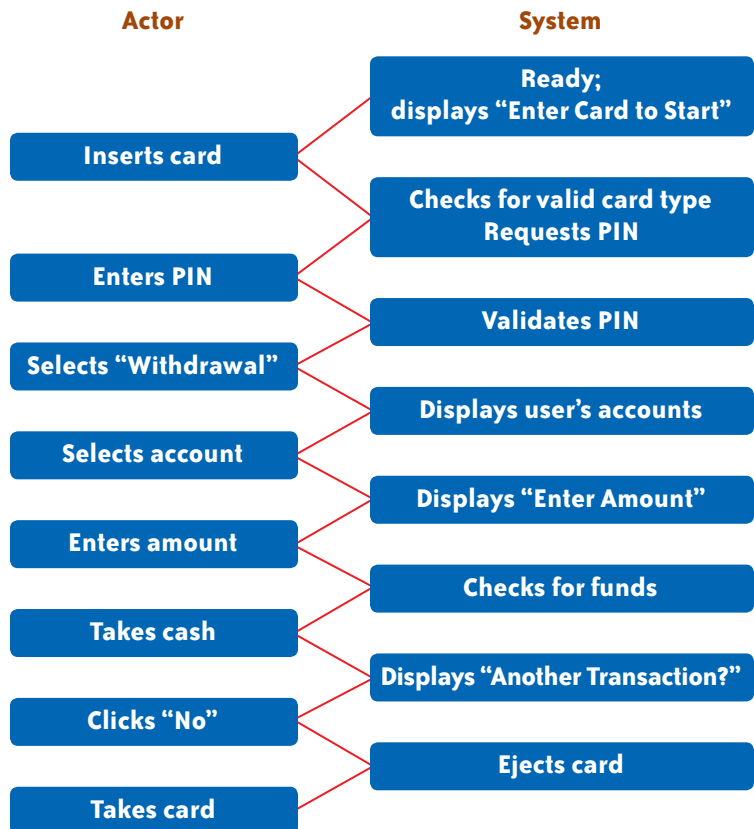 Actor
System
Ready;
displays “Enter Card to Start”
Inserts card
Checks for valid card type
Requests PIN
Enters PIN
Validates PIN
Selects “Withdrawal”
Displays user’s accounts
Selects account
Displays “Enter Amount”
Enters amount
Checks for funds
Takes cash
Displays “Another Transaction?”
Clicks “No”
Ejects card
Takes card